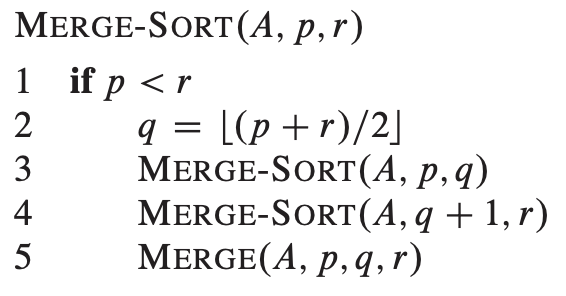 MERGE-SORT(A, p, r)
1 if p < r
2 q = ⌊(p + r)/2⌋
3 MERGE-SORT(A, p, q)
4 MERGE-SORT(A, q + 1, r)
5 MERGE(A, p, q, r)